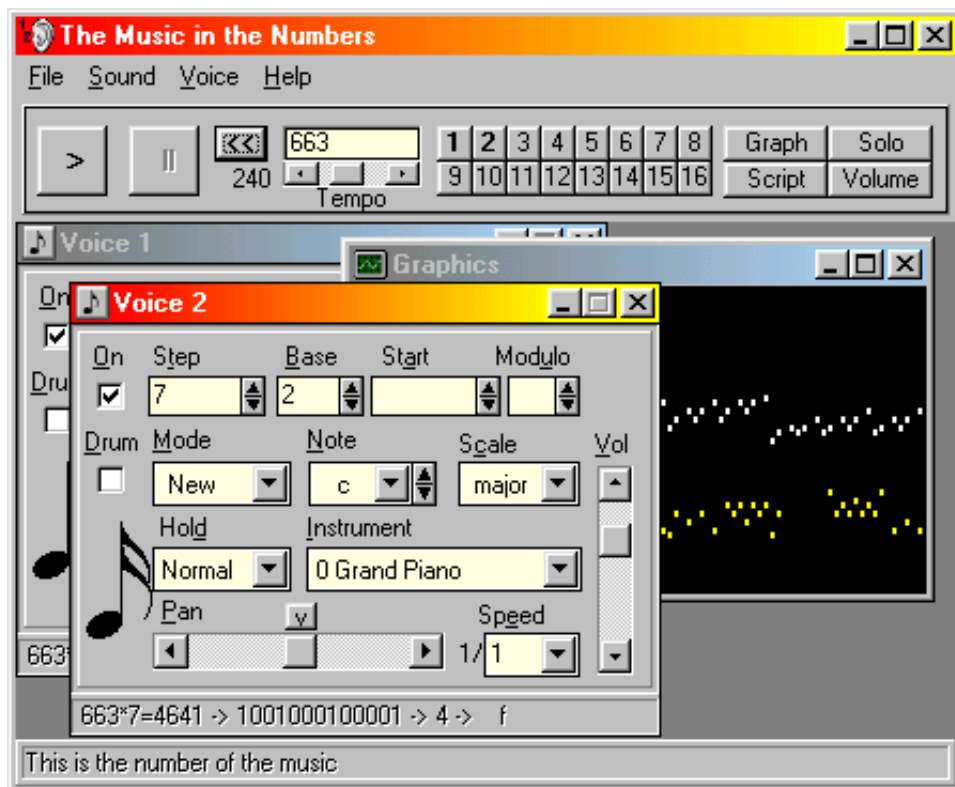 The Music in the Numbers
File Sound Voice Help
> || << 663 1 2 3 4 5 6 7 8 Graph Solo
240 Tempo 9 10 11 12 13 14 15 16 Script Volume
Voice 1
Graphics
On
Dru
663*
Voice 2
On Step Base Start Modulo
7 2
Drum Mode Note Scale Vol
New c major
Hold Instrument
Normal 0 Grand Piano
Pan v Speed
1/ 1
663*7=4641 -> 1001000100001 -> 4 -> f
This is the number of the music